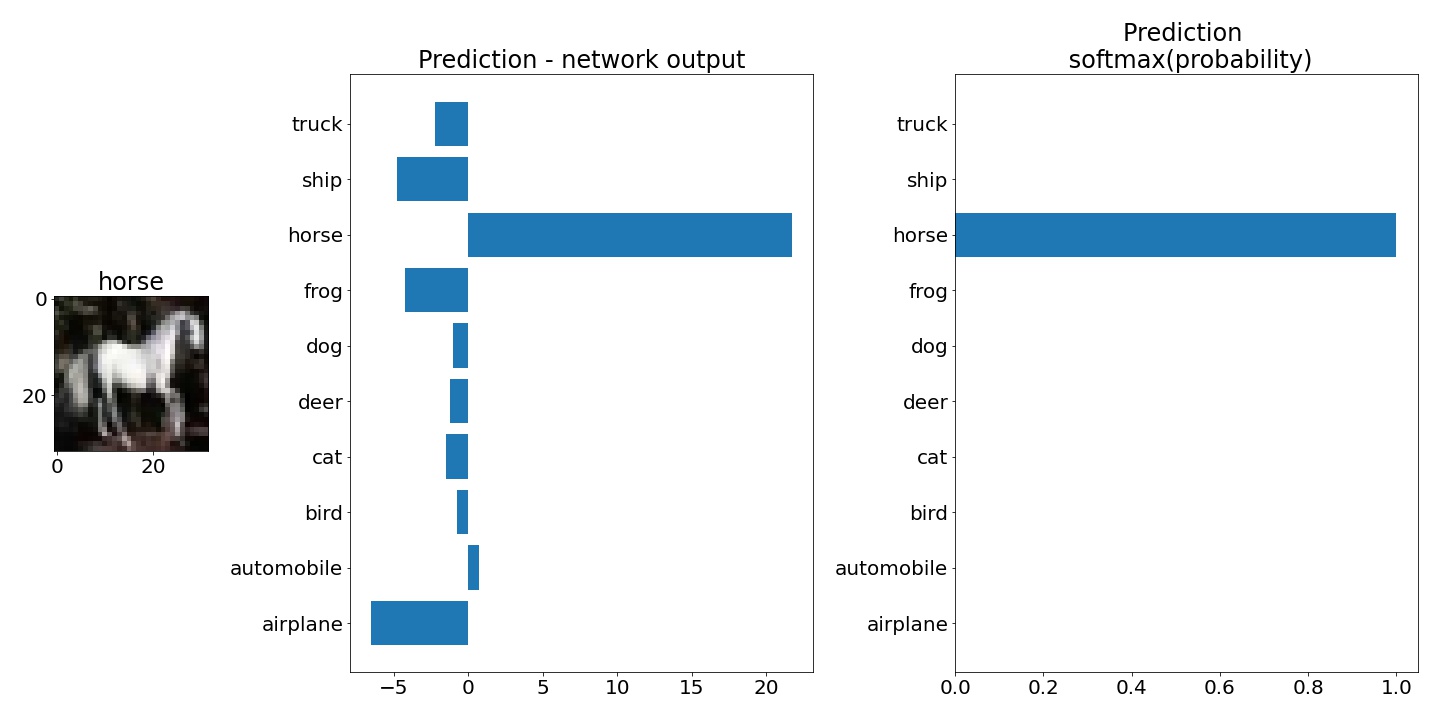 horse
0
20
0 20
Prediction - network output
truck
ship
horse
frog
dog
deer
cat
bird
automobile
airplane
−5 0 5 10 15 20
Prediction
softmax(probability)
truck
ship
horse
frog
dog
deer
cat
bird
automobile
airplane
0.0 0.2 0.4 0.6 0.8 1.0